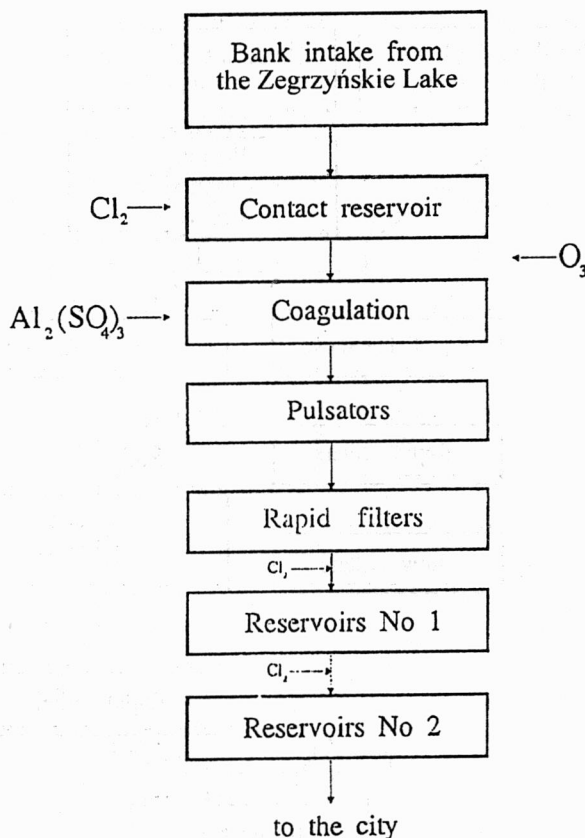 Bank intake from
the Zegrzyńskie Lake
Cl₂
Contact reservoir
O₃
Al₂(SO₄)₃
Coagulation
Pulsators
Rapid filters
Cl₂
Reservoirs No 1
Cl₂
Reservoirs No 2
to the city